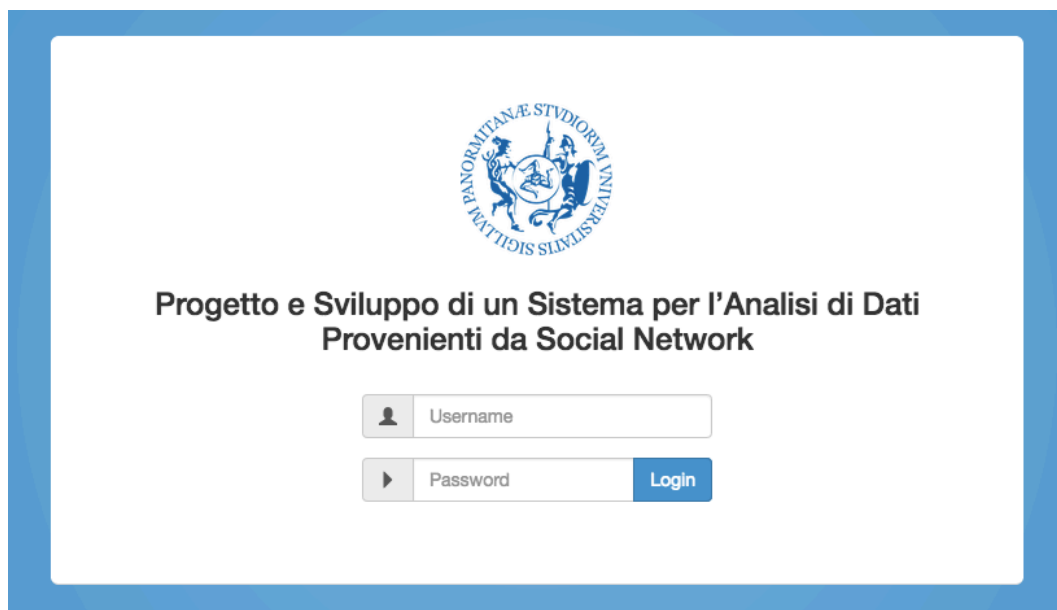 SIGILLVM PANORMITANÆ STVDIORVM VNIVERSITATIS
Progetto e Sviluppo di un Sistema per l’Analisi di Dati
Provenienti da Social Network
Username
Password
Login